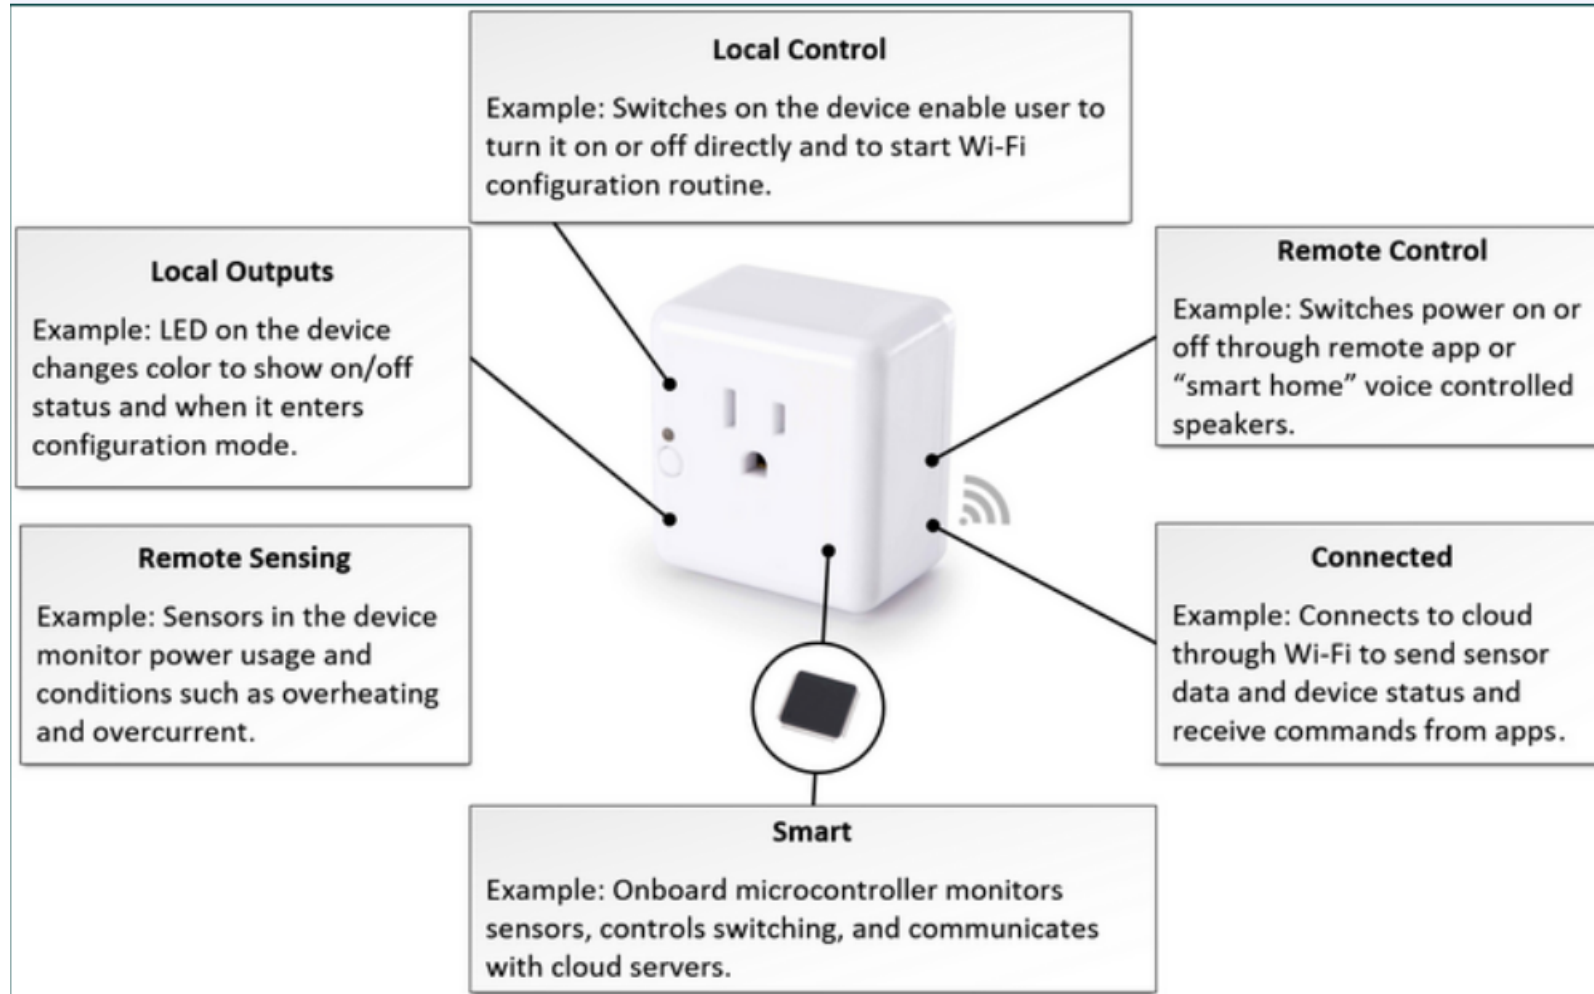 Local Control
Example: Switches on the device enable user to
turn it on or off directly and to start Wi-Fi
configuration routine.
Local Outputs
Example: LED on the device
changes color to show on/off
status and when it enters
configuration mode.
Remote Control
Example: Switches power on or
off through remote app or
“smart home” voice controlled
speakers.
Remote Sensing
Example: Sensors in the device
monitor power usage and
conditions such as overheating
and overcurrent.
Connected
Example: Connects to cloud
through Wi-Fi to send sensor
data and device status and
receive commands from apps.
Smart
Example: Onboard microcontroller monitors
sensors, controls switching, and communicates
with cloud servers.